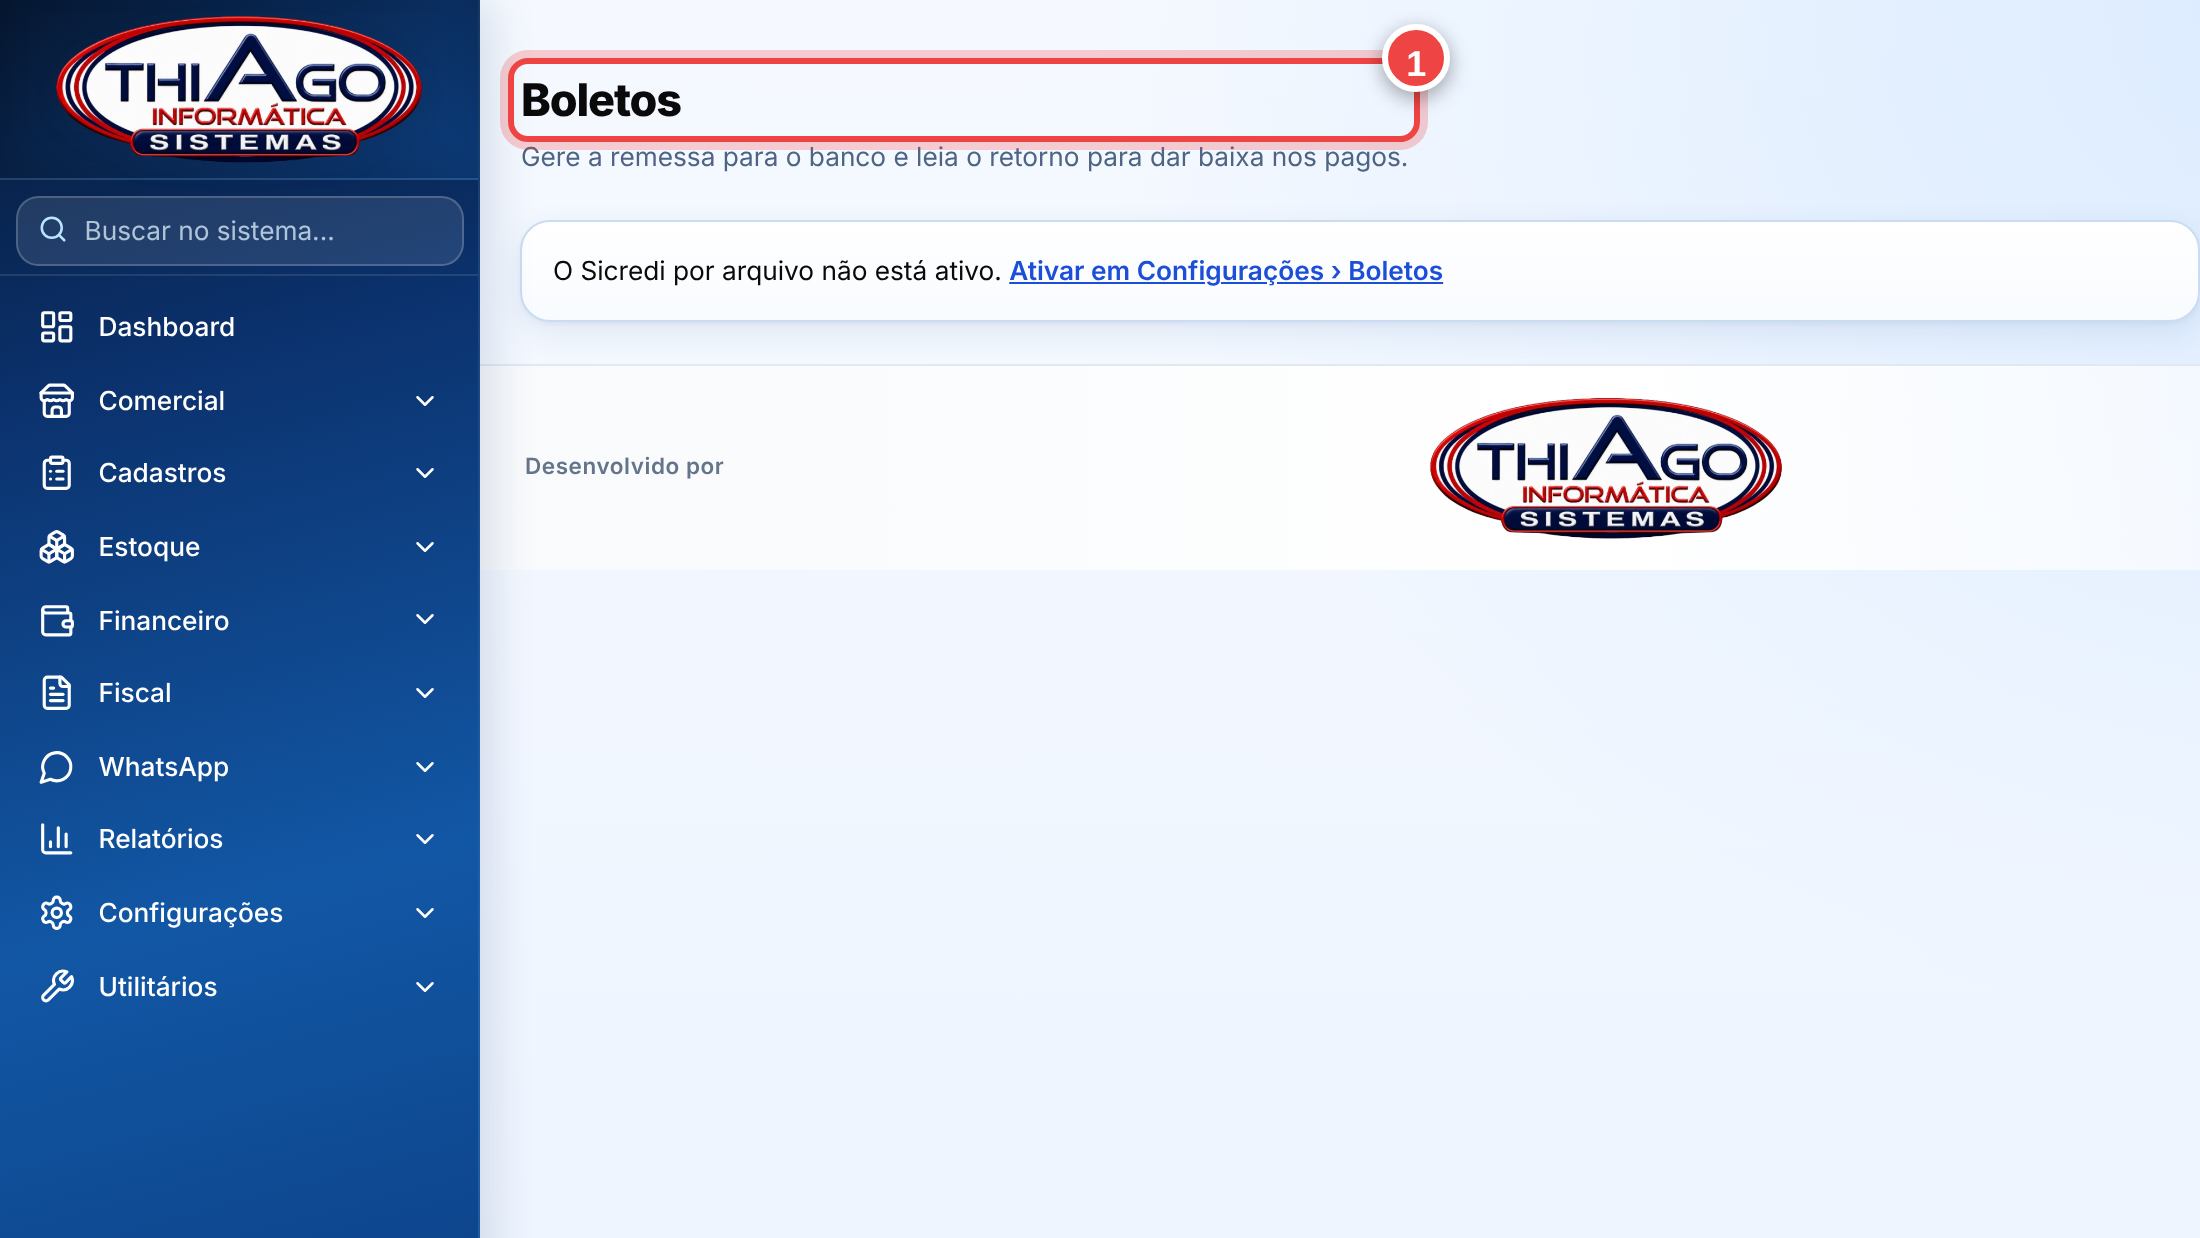 THIAGO
INFORMÁTICA
SISTEMAS
Buscar no sistema...
Dashboard
Comercial
Cadastros
Estoque
Financeiro
Fiscal
WhatsApp
Relatórios
Configurações
Utilitários
1
Boletos
Gere a remessa para o banco e leia o retorno para dar baixa nos pagos.
O Sicredi por arquivo não está ativo. Ativar em Configurações › Boletos
Desenvolvido por
THIAGO
INFORMÁTICA
SISTEMAS